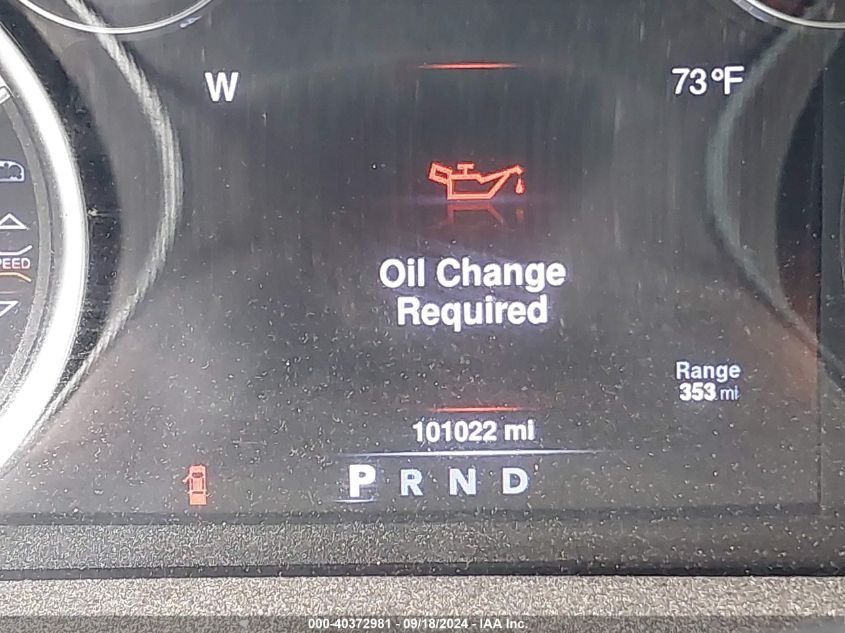 W
73°F
Oil Change
Required
Range
353 mi
101022 mi
P R N D
000-40372981 - 09/18/2024 - IAA Inc.